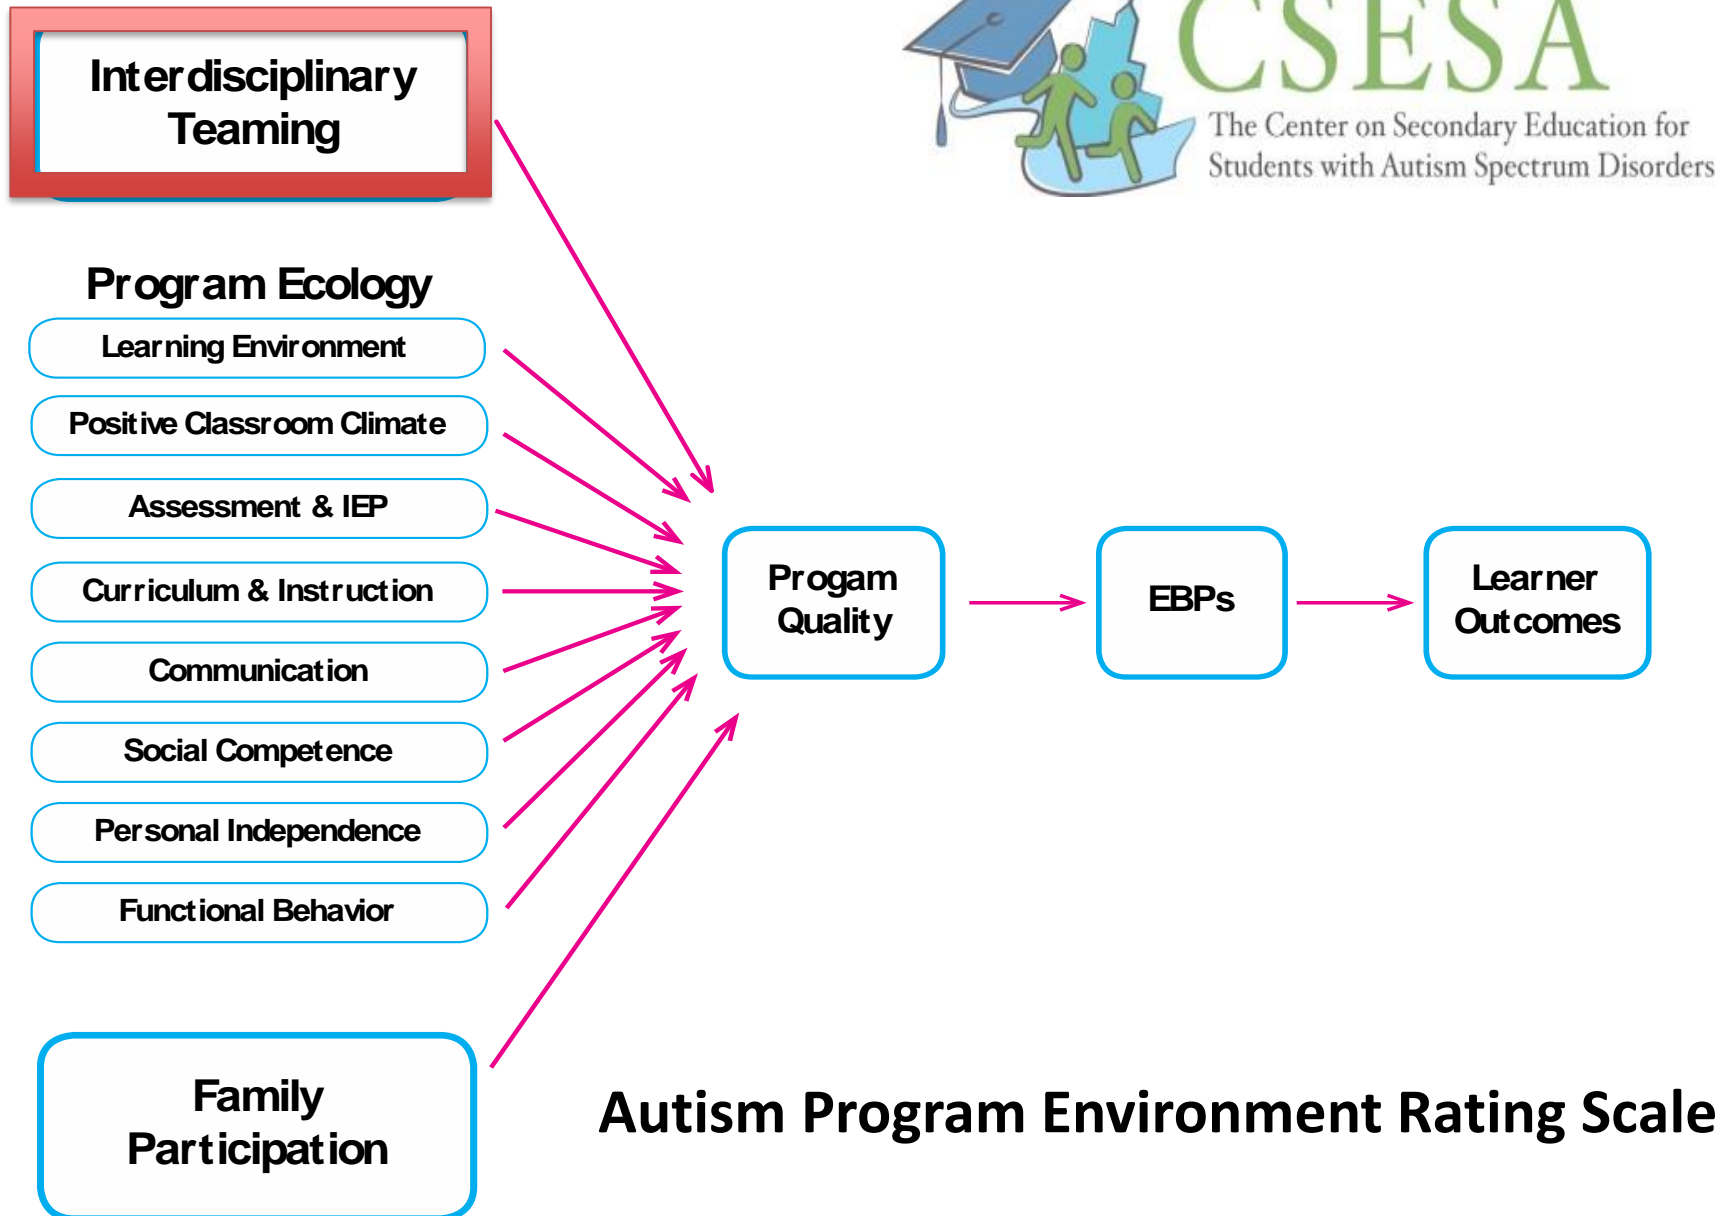 Interdisciplinary
Teaming
CSESA
The Center on Secondary Education for
Students with Autism Spectrum Disorders
Program Ecology
Learning Environment
Positive Classroom Climate
Assessment & IEP
Curriculum & Instruction
Communication
Social Competence
Personal Independence
Functional Behavior
Family
Participation
Progam
Quality
EBPs
Learner
Outcomes
Autism Program Environment Rating Scale